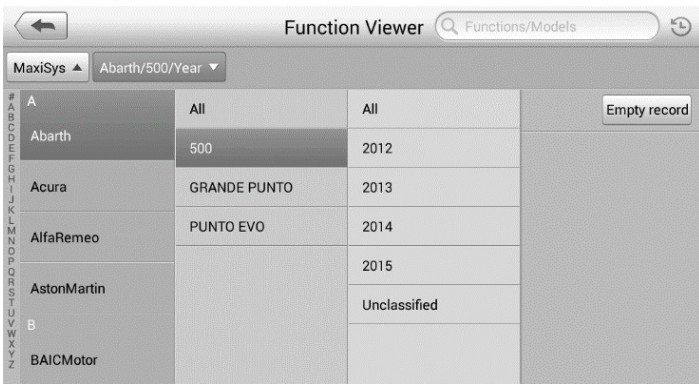 Function Viewer
Functions/Models
MaxiSys ▲
Abarth/500/Year ▼
#
A
B
C
D
E
F
G
H
I
J
K
L
M
N
O
P
Q
R
S
T
U
V
W
X
Y
Z
A
Abarth
Acura
AlfaRemeo
AstonMartin
B
BAICMotor
All
500
GRANDE PUNTO
PUNTO EVO
All
2012
2013
2014
2015
Unclassified
Empty record